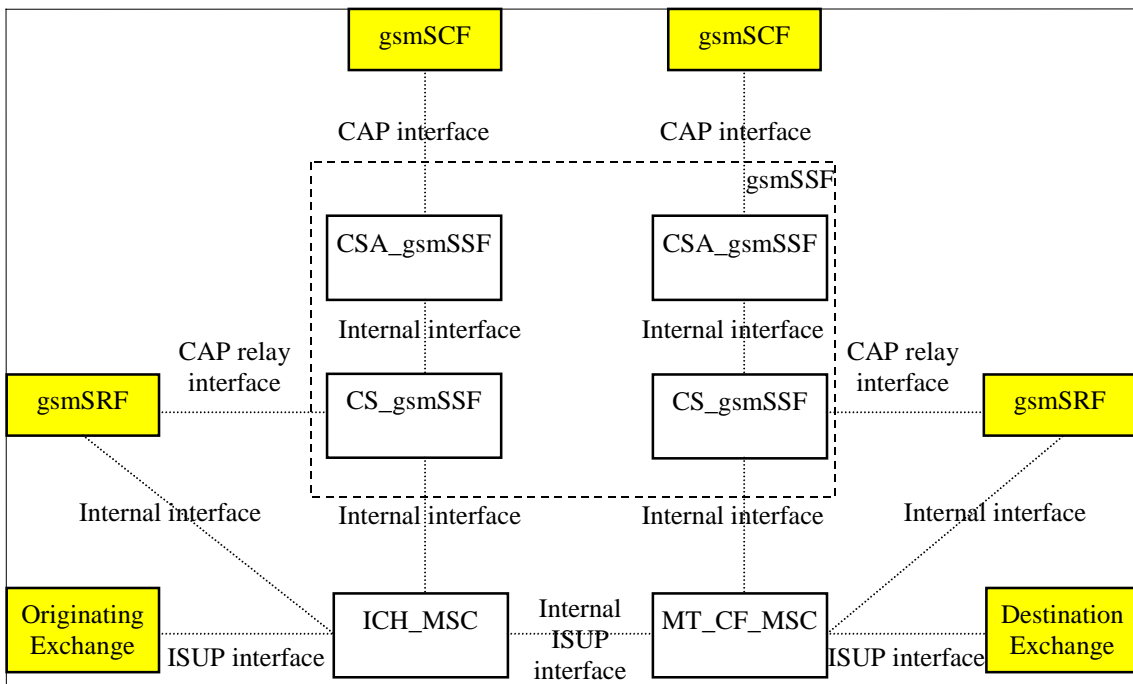 gsmSCF
gsmSCF
CAP interface
CAP interface
gsmSSF
CSA_gsmSSF
CSA_gsmSSF
Internal interface
Internal interface
CAP relay
interface
CAP relay
interface
gsmSRF
CS_gsmSSF
CS_gsmSSF
gsmSRF
Internal interface
Internal interface
Internal interface
Internal interface
Originating
Exchange
ISUP interface
ICH_MSC
Internal
ISUP
interface
MT_CF_MSC
ISUP interface
Destination
Exchange